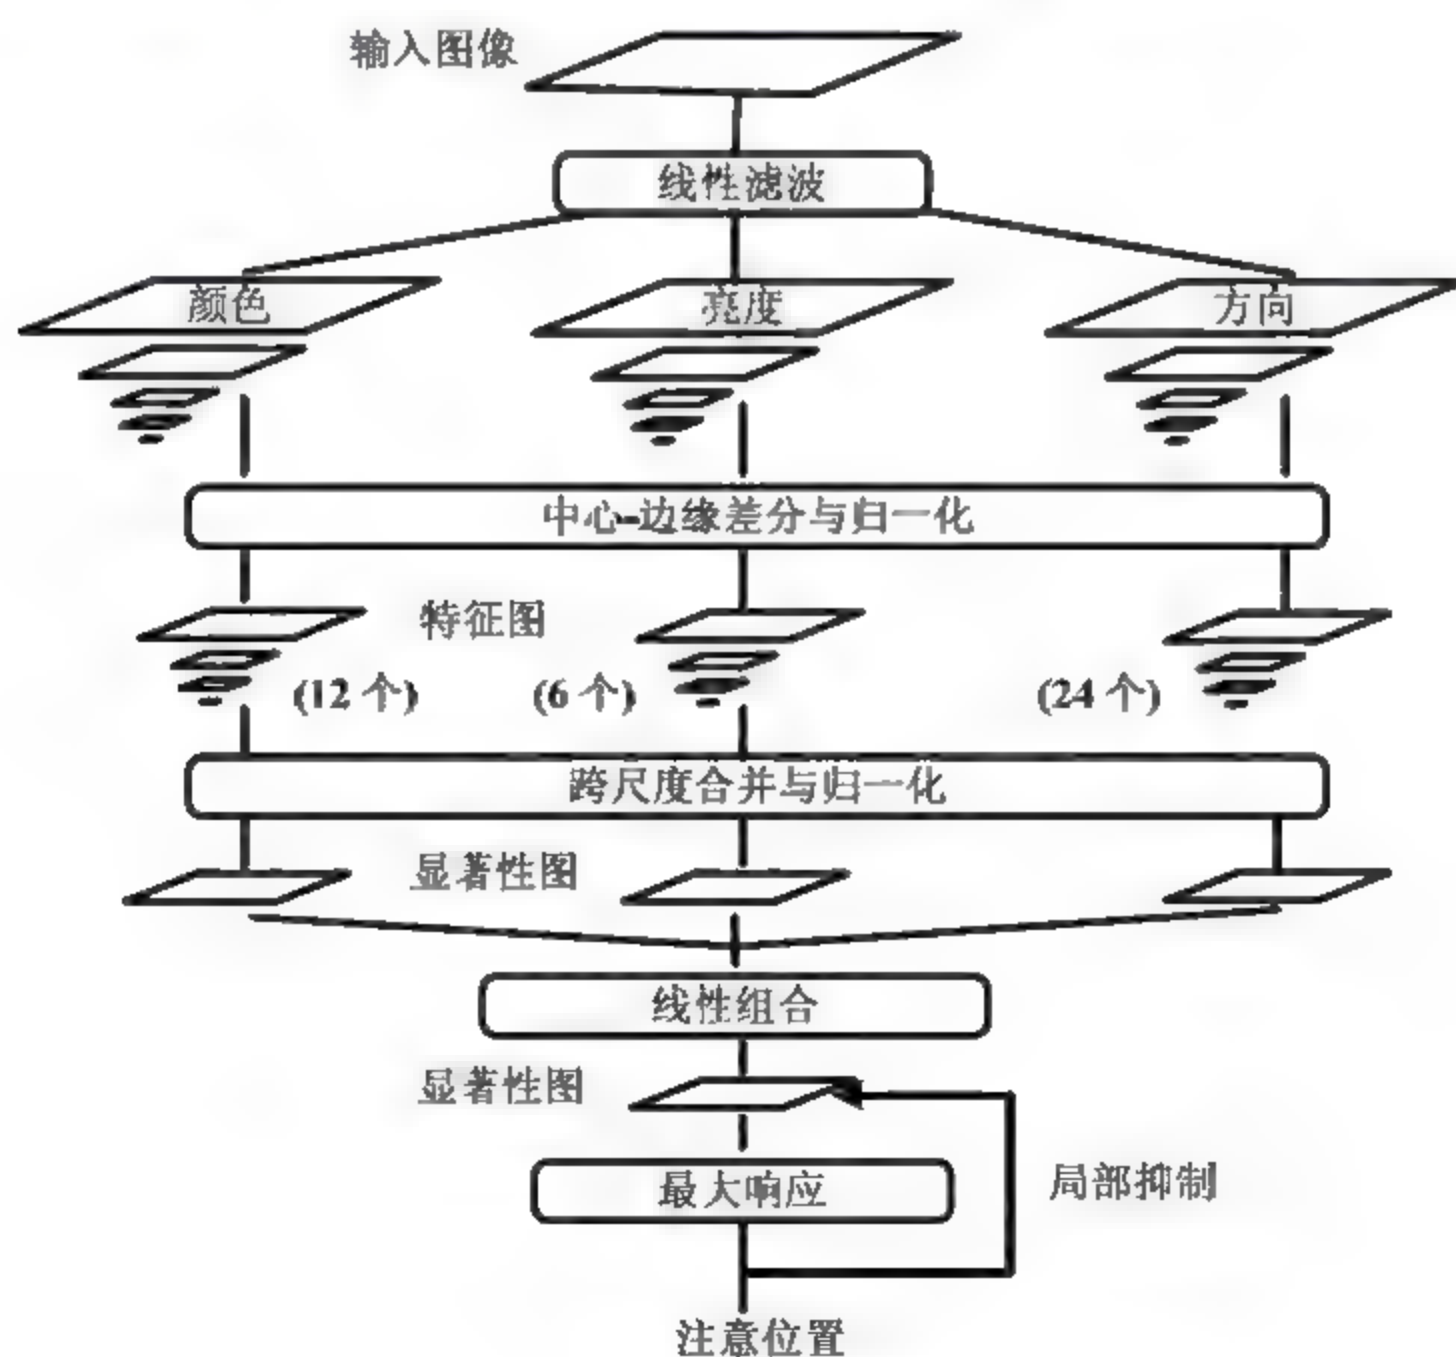 输入图像
线性滤波
颜色
亮度
方向
中心-边缘差分与归一化
特征图
(12 个)
(6 个)
(24 个)
跨尺度合并与归一化
显著性图
线性组合
显著性图
最大响应
局部抑制
注意位置